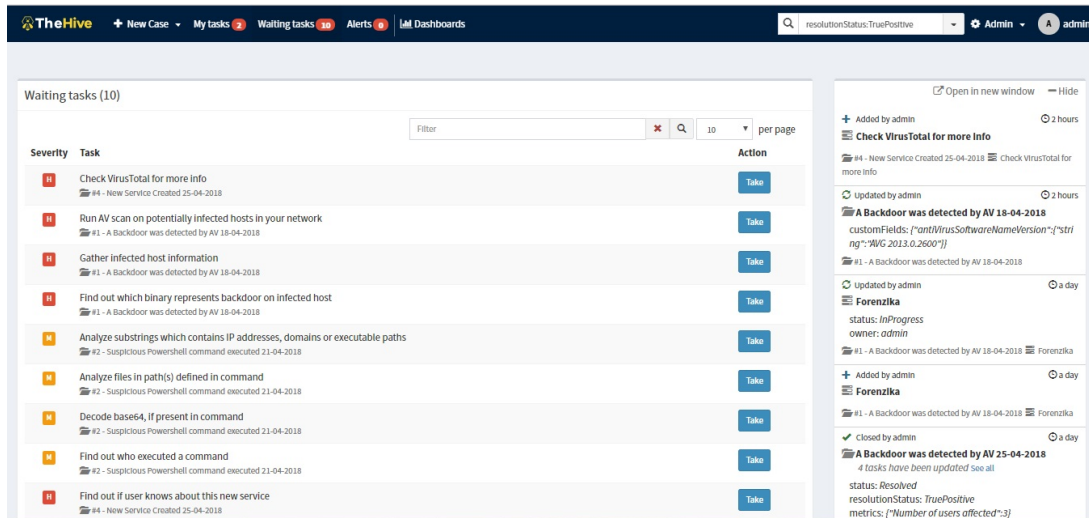 TheHive + New Case My tasks 2 Waiting tasks 10 Alerts 0 Dashboards resolutionStatus:TruePositive Admin A admin
Waiting tasks (10)
Filter 10 per page
Severity Task Action
H Check VirusTotal for more info Take
#4 - New Service Created 25-04-2018
H Run AV scan on potentially infected hosts in your network Take
#1 - A Backdoor was detected by AV 18-04-2018
H Gather infected host information Take
#1 - A Backdoor was detected by AV 18-04-2018
H Find out which binary represents backdoor on infected host Take
#1 - A Backdoor was detected by AV 18-04-2018
M Analyze substrings which contains IP addresses, domains or executable paths Take
#2 - Suspicious Powershell command executed 21-04-2018
M Analyze files in path(s) defined in command Take
#2 - Suspicious Powershell command executed 21-04-2018
M Decode base64, if present in command Take
#2 - Suspicious Powershell command executed 21-04-2018
M Find out who executed a command Take
#2 - Suspicious Powershell command executed 21-04-2018
H Find out if user knows about this new service Take
#4 - New Service Created 25-04-2018
Open in new window Hide
+ Added by admin 2 hours
Check VirusTotal for more info
#4 - New Service Created 25-04-2018 Check VirusTotal for
more info
Updated by admin 2 hours
A Backdoor was detected by AV 18-04-2018
customFields: {"antiVirusSoftwareNameVersion":{"stri
ng":"AVG 2013.0.2600"}}
#1 - A Backdoor was detected by AV 18-04-2018
Updated by admin a day
Forenzika
status: InProgress
owner: admin
#1 - A Backdoor was detected by AV 18-04-2018 Forenzika
+ Added by admin a day
Forenzika
#1 - A Backdoor was detected by AV 18-04-2018 Forenzika
Closed by admin a day
A Backdoor was detected by AV 25-04-2018
4 tasks have been updated See all
status: Resolved
resolutionStatus: TruePositive
metrics: {"Number of users affected":3}